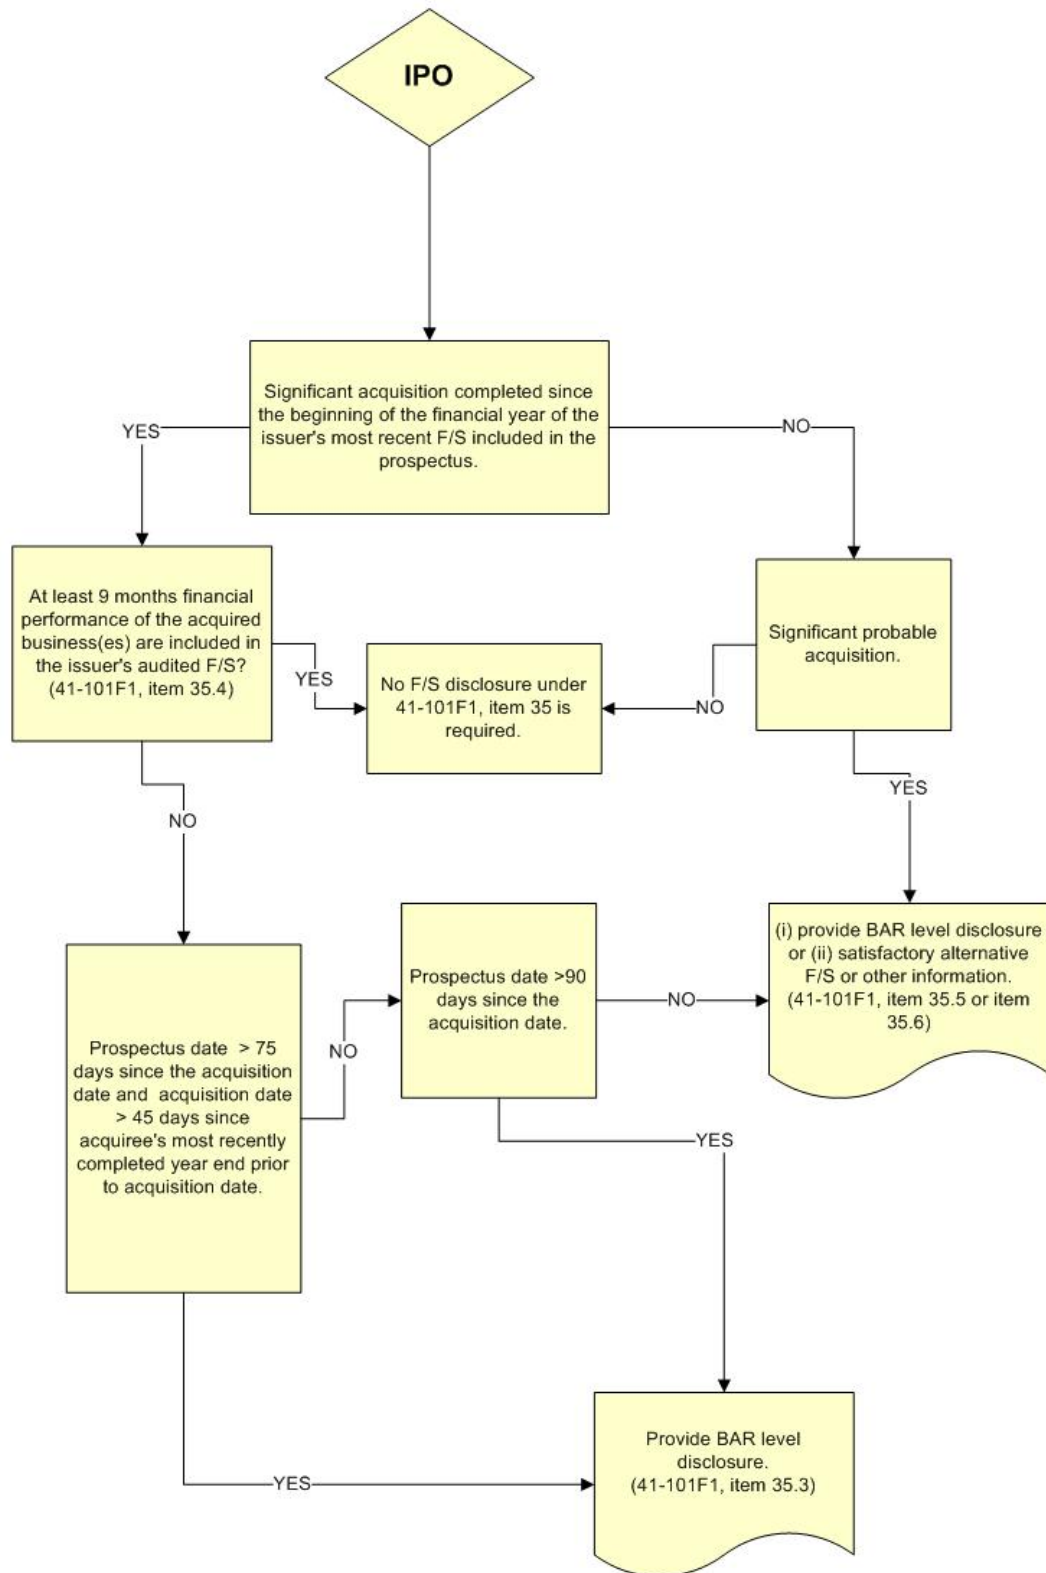 IPO
Significant acquisition completed since
the beginning of the financial year of the
issuer's most recent F/S included in the
prospectus.
YES
NO
At least 9 months financial
performance of the acquired
business(es) are included in
the issuer's audited F/S?
(41-101F1, item 35.4)
YES
No F/S disclosure under
41-101F1, item 35 is
required.
NO
Significant probable
acquisition.
NO
YES
Prospectus date > 75
days since the acquisition
date and acquisition date
> 45 days since
acquiree's most recently
completed year end prior
to acquisition date.
NO
Prospectus date >90
days since the
acquisition date.
NO
(i) provide BAR level disclosure
or (ii) satisfactory alternative
F/S or other information.
(41-101F1, item 35.5 or item
35.6)
YES
YES
Provide BAR level
disclosure.
(41-101F1, item 35.3)